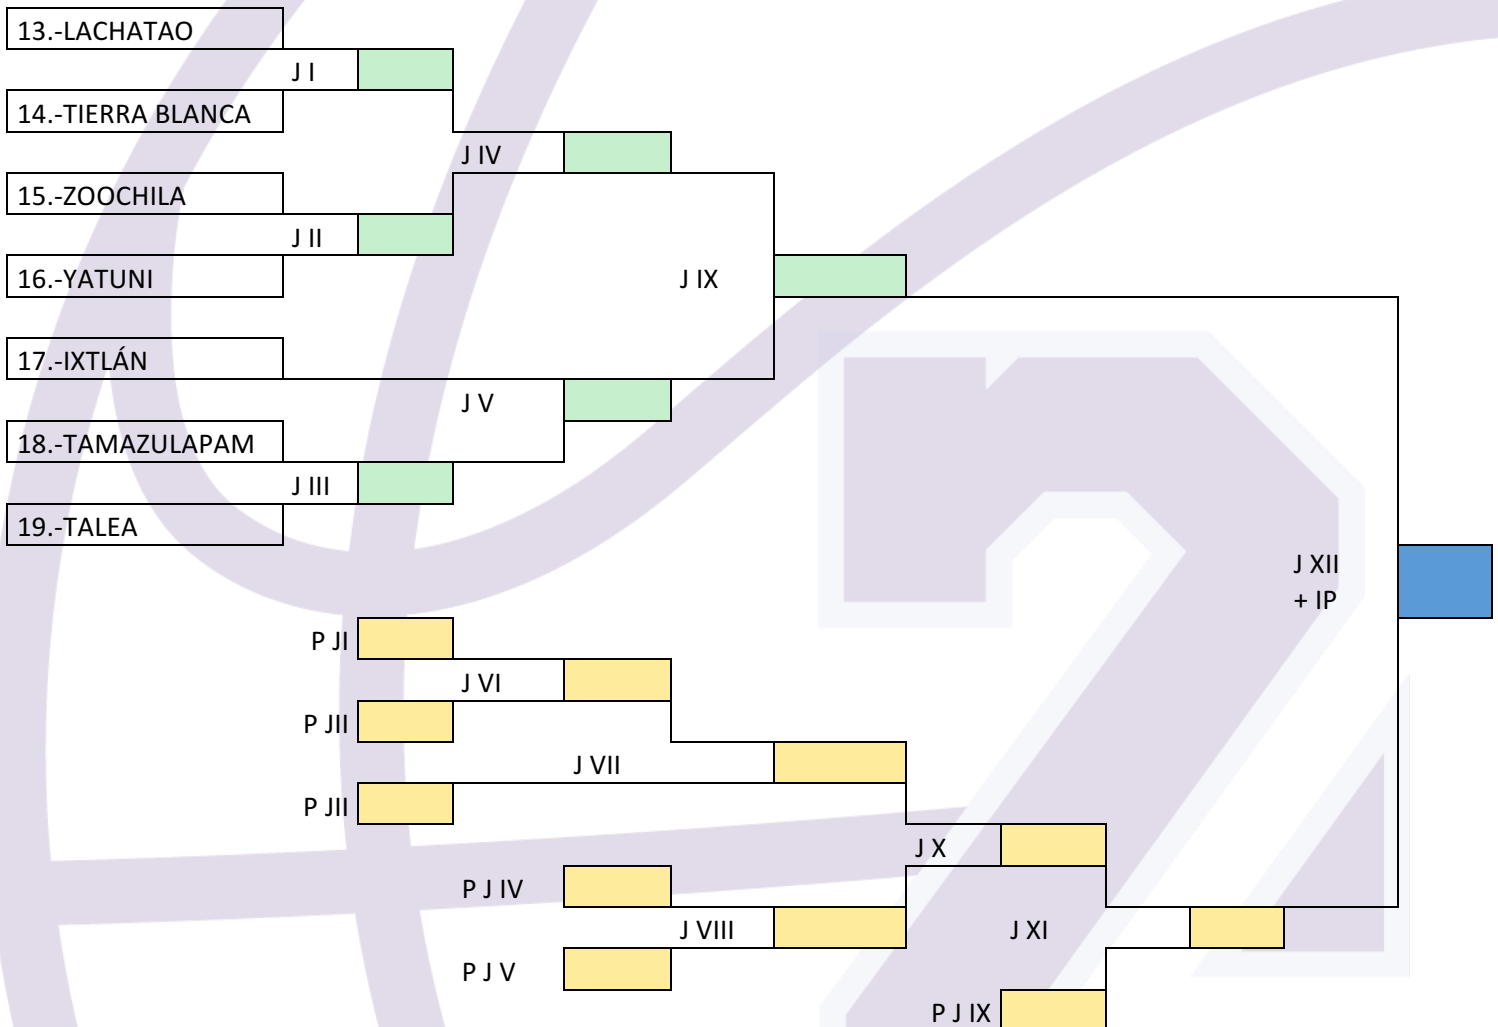 13.-LACHATAO
J I
14.-TIERRA BLANCA
J IV
15.-ZOOCHILA
J II
16.-YATUNI
J IX
17.-IXTLÁN
J V
18.-TAMAZULAPAM
J III
19.-TALEA
J XII
+ IP
P JI
J VI
P JII
J VII
P JII
J X
P J IV
J VIII
J XI
P J V
P J IX